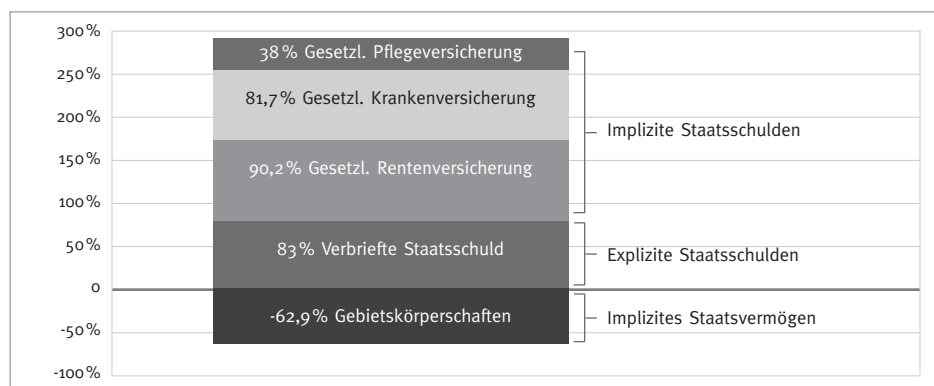 300 %
250 %
200 %
150 %
100 %
50 %
0
-50 %
-100 %
38 % Gesetzl. Pflegeversicherung
81,7 % Gesetzl. Krankenversicherung
90,2 % Gesetzl. Rentenversicherung
83 % Verbriefte Staatsschuld
-62,9 % Gebietskörperschaften
Implizite Staatsschulden
Explizite Staatsschulden
Implizites Staatsvermögen